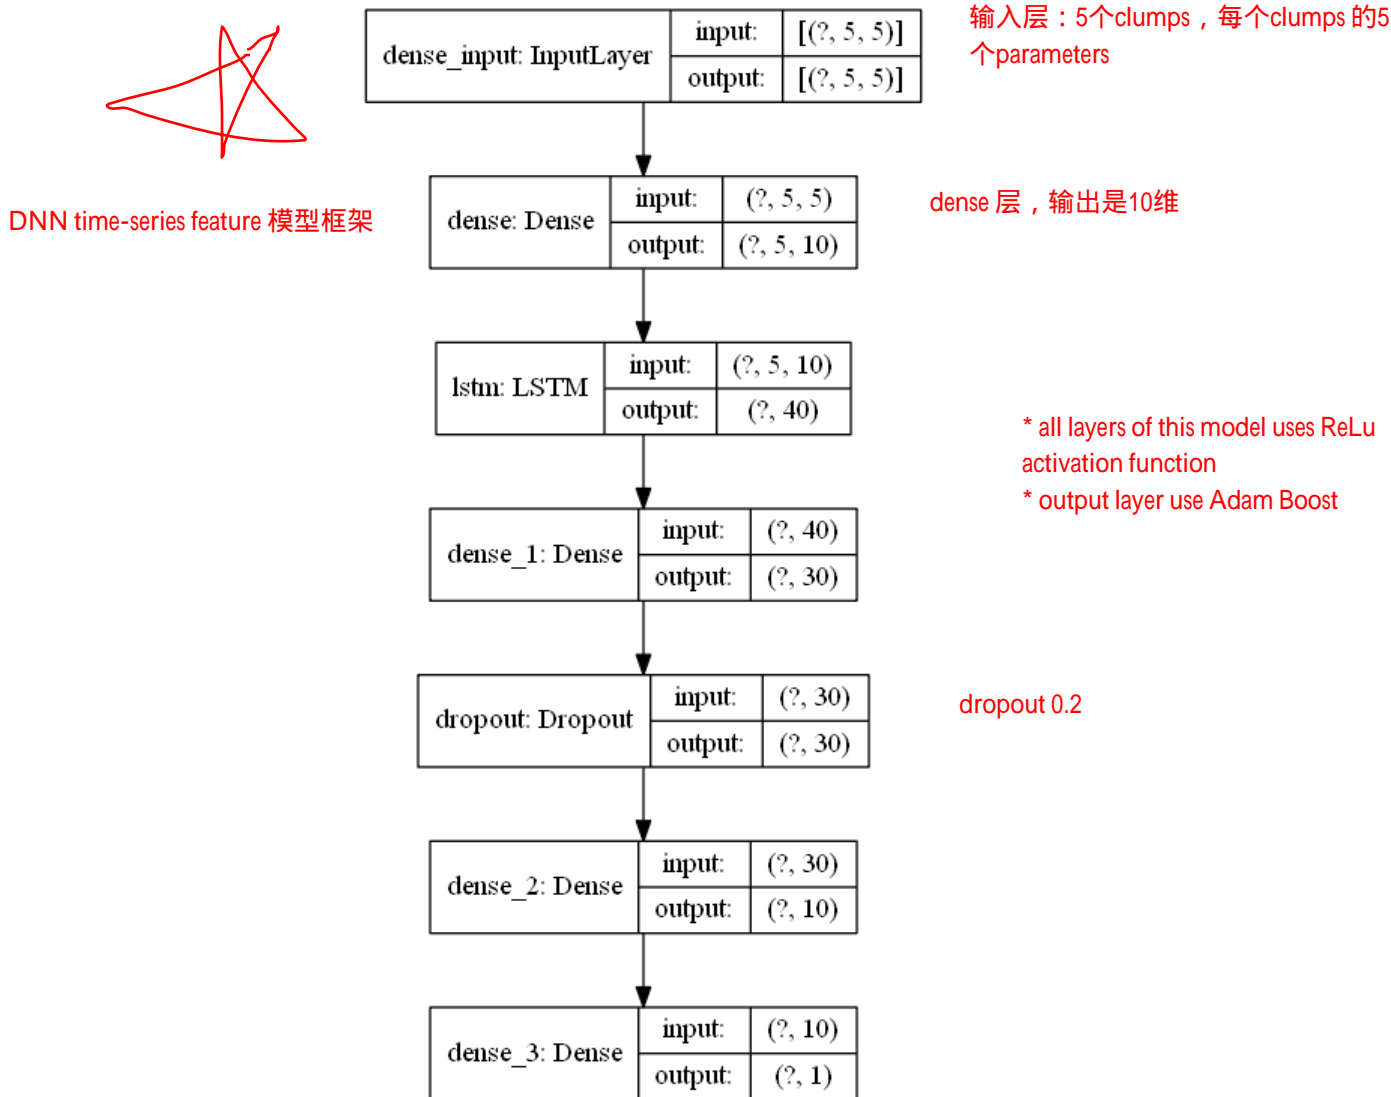 dense_input: InputLayer
input:
[(?, 5, 5)]
output:
[(?, 5, 5)]
输入层：5个clumps，每个clumps 的5
个parameters
DNN time-series feature 模型框架
dense: Dense
input:
(?, 5, 5)
output:
(?, 5, 10)
dense 层，输出是10维
lstm: LSTM
input:
(?, 5, 10)
output:
(?, 40)
* all layers of this model uses ReLu
activation function
* output layer use Adam Boost
dense_1: Dense
input:
(?, 40)
output:
(?, 30)
dropout: Dropout
input:
(?, 30)
output:
(?, 30)
dropout 0.2
dense_2: Dense
input:
(?, 30)
output:
(?, 10)
dense_3: Dense
input:
(?, 10)
output:
(?, 1)